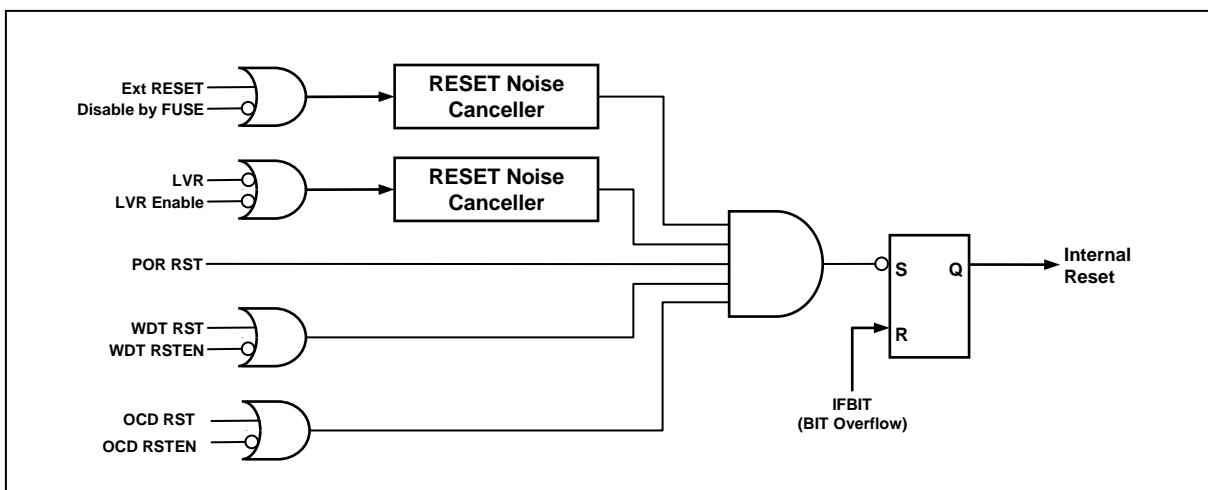 Ext RESET
Disable by FUSE
RESET Noise
Canceller
LVR
LVR Enable
RESET Noise
Canceller
POR RST
WDT RST
WDT RSTEN
OCD RST
OCD RSTEN
S
Q
R
IFBIT
(BIT Overflow)
Internal
Reset